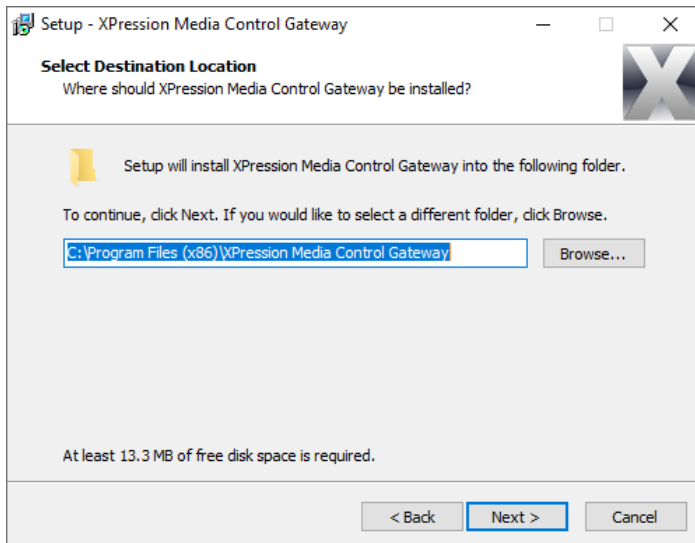 Setup - XPression Media Control Gateway
Select Destination Location
Where should XPression Media Control Gateway be installed?
Setup will install XPression Media Control Gateway into the following folder.
To continue, click Next. If you would like to select a different folder, click Browse.
C:\Program Files (x86)\XPression Media Control Gateway
Browse...
At least 13.3 MB of free disk space is required.
< Back
Next >
Cancel